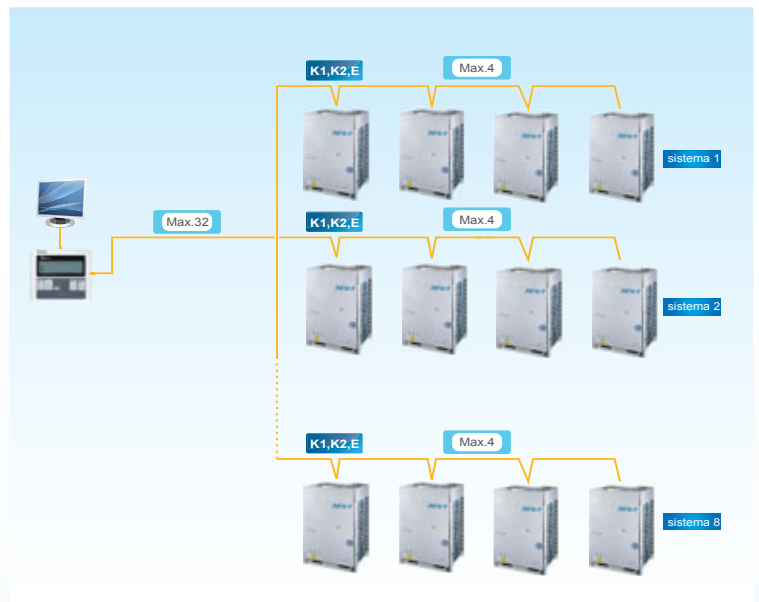 K1,K2,E
Max.4
sistema 1
Max.32
K1,K2,E
Max.4
sistema 2
K1,K2,E
Max.4
sistema 8